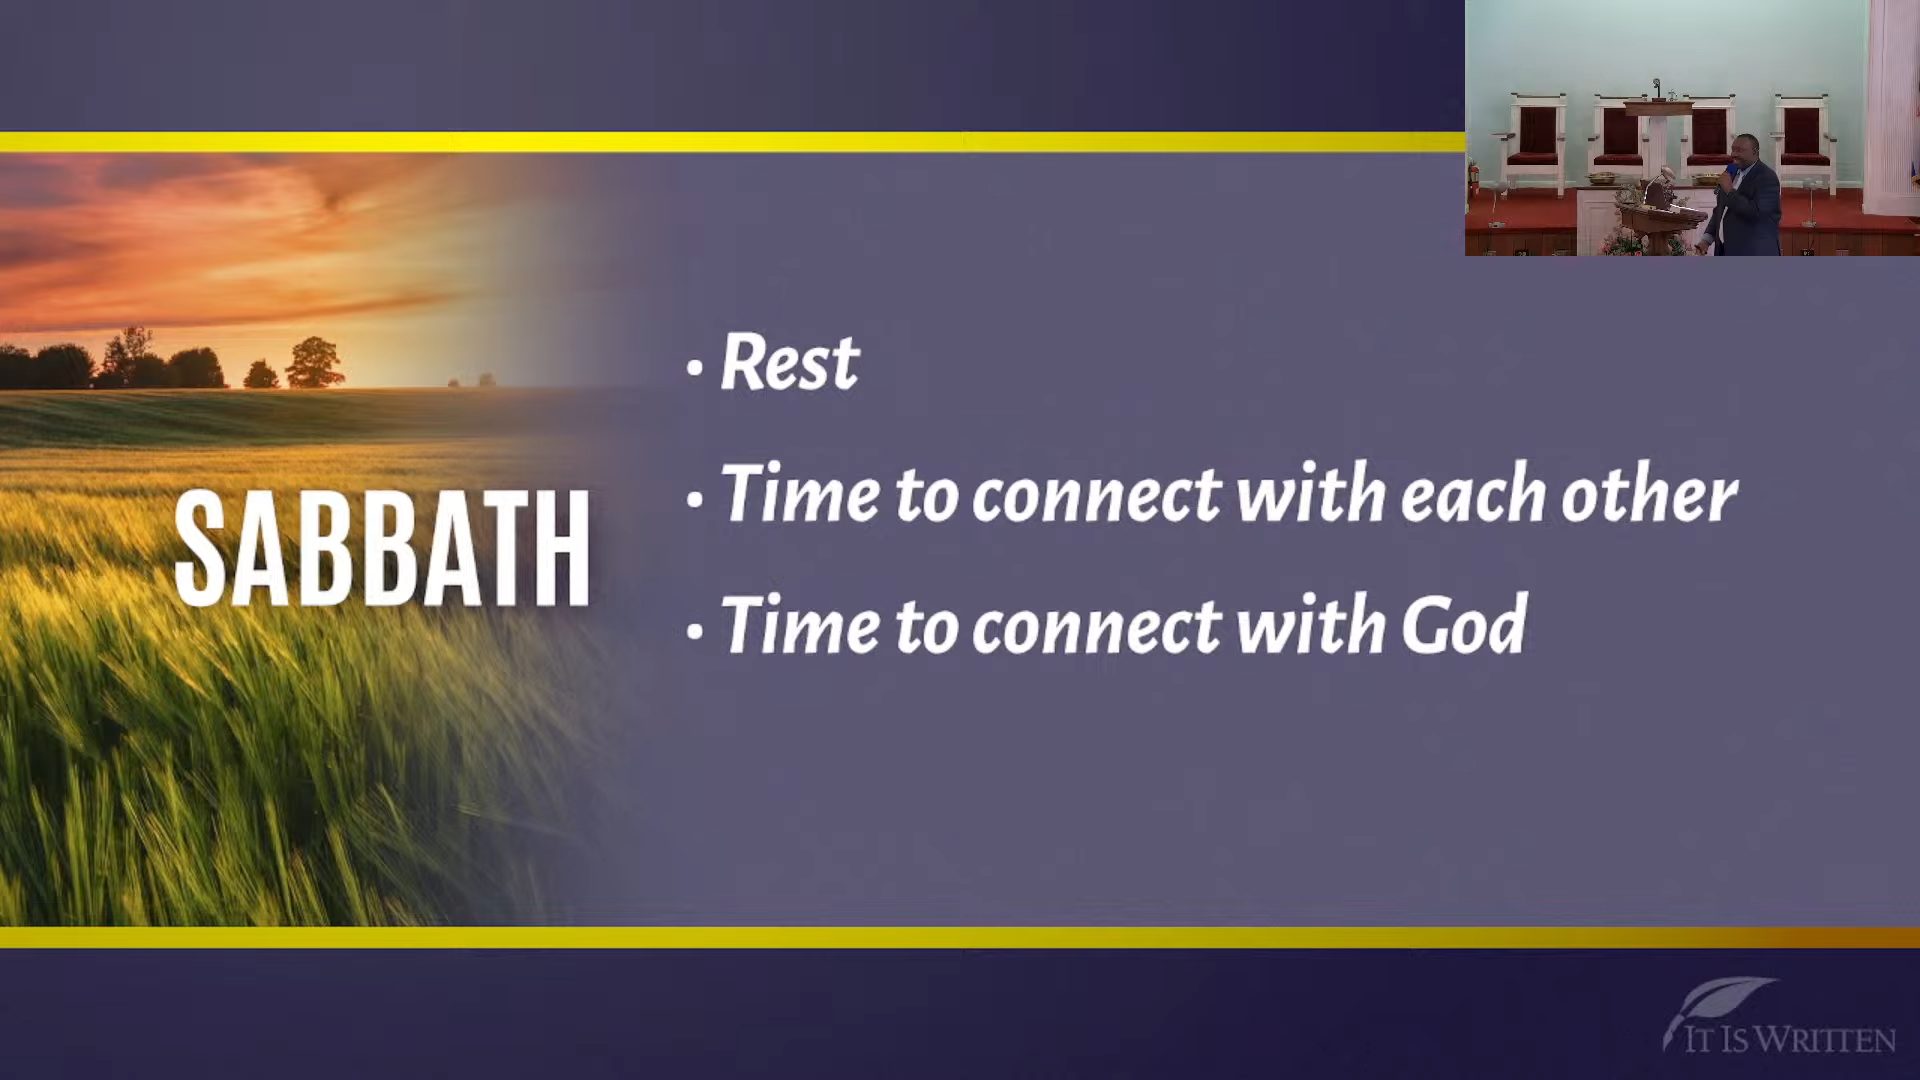 SABBATH
• Rest
• Time to connect with each other
• Time to connect with God
IT IS WRITTEN